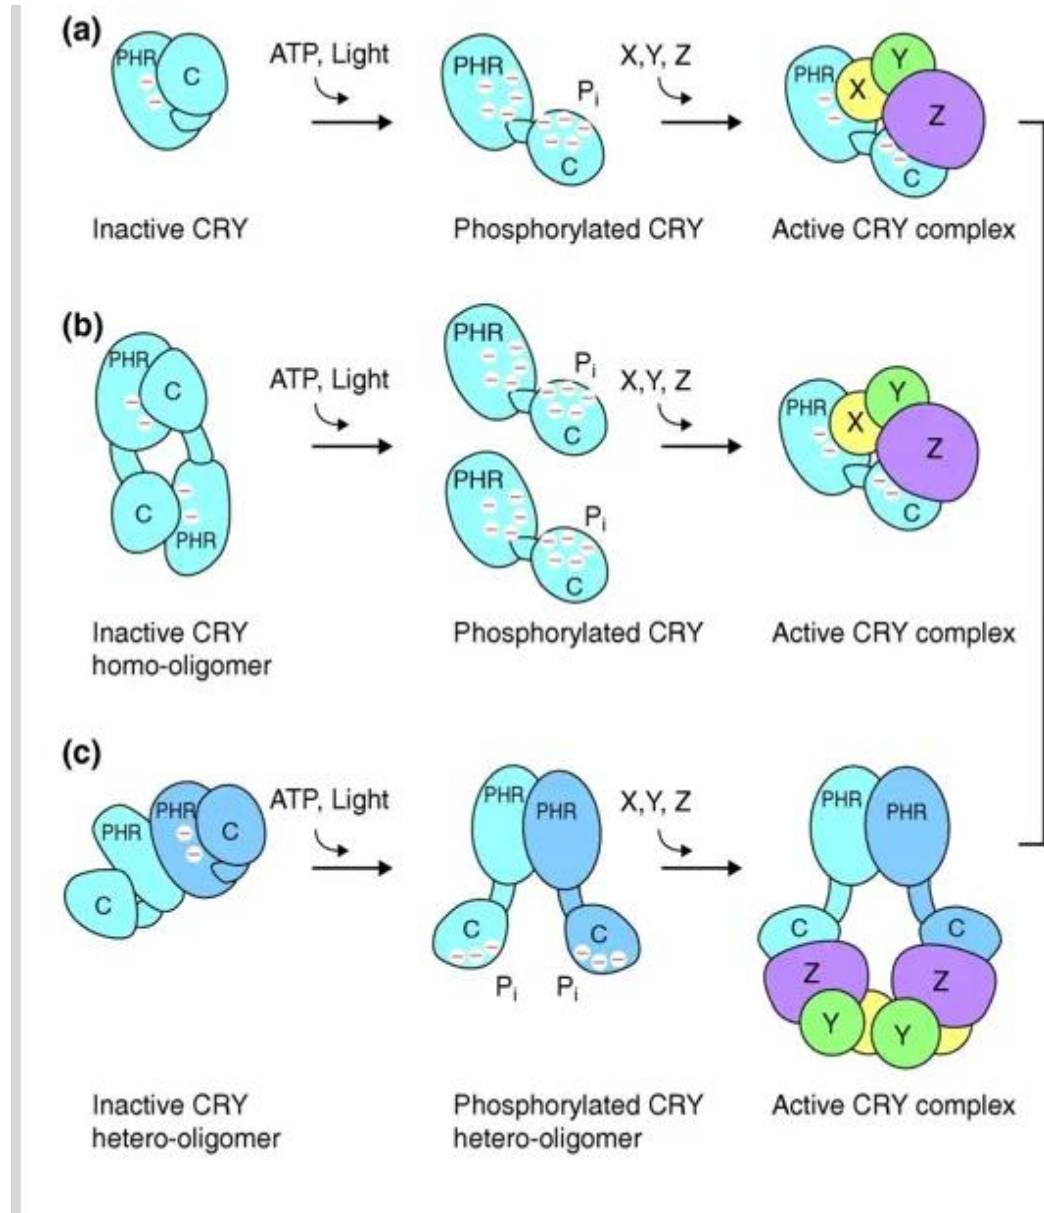 (a)
PHR
C
ATP, Light
PHR
Pi
C
X,Y, Z
PHR
X
Y
Z
C
Inactive CRY
Phosphorylated CRY
Active CRY complex
(b)
PHR
C
C
PHR
ATP, Light
PHR
Pi
C
PHR
Pi
C
X,Y, Z
PHR
X
Y
Z
C
Inactive CRY
homo-oligomer
Phosphorylated CRY
Active CRY complex
(c)
PHR
C
PHR
C
ATP, Light
PHR
PHR
C
C
Pi
Pi
X,Y, Z
PHR
PHR
C
C
Z
Z
Y
Y
Inactive CRY
hetero-oligomer
Phosphorylated CRY
hetero-oligomer
Active CRY complex